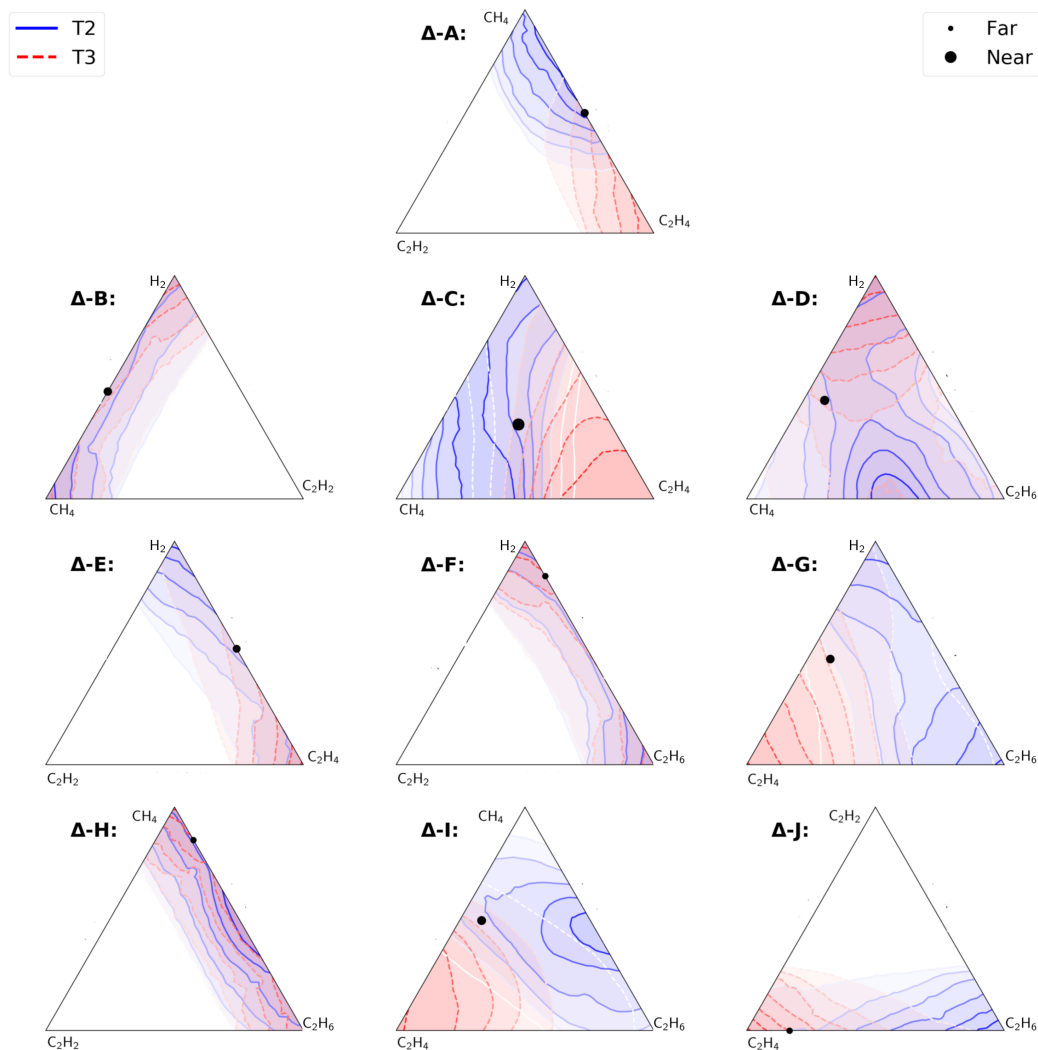 T2
T3
Far
Near
Δ-A:
CH₄
C₂H₂
C₂H₄
Δ-B:
H₂
CH₄
C₂H₂
Δ-C:
H₂
CH₄
C₂H₄
Δ-D:
H₂
CH₄
C₂H₆
Δ-E:
H₂
C₂H₂
C₂H₄
Δ-F:
H₂
C₂H₂
C₂H₆
Δ-G:
H₂
C₂H₄
C₂H₆
Δ-H:
CH₄
C₂H₂
C₂H₆
Δ-I:
CH₄
C₂H₄
C₂H₆
Δ-J:
C₂H₂
C₂H₄
C₂H₆